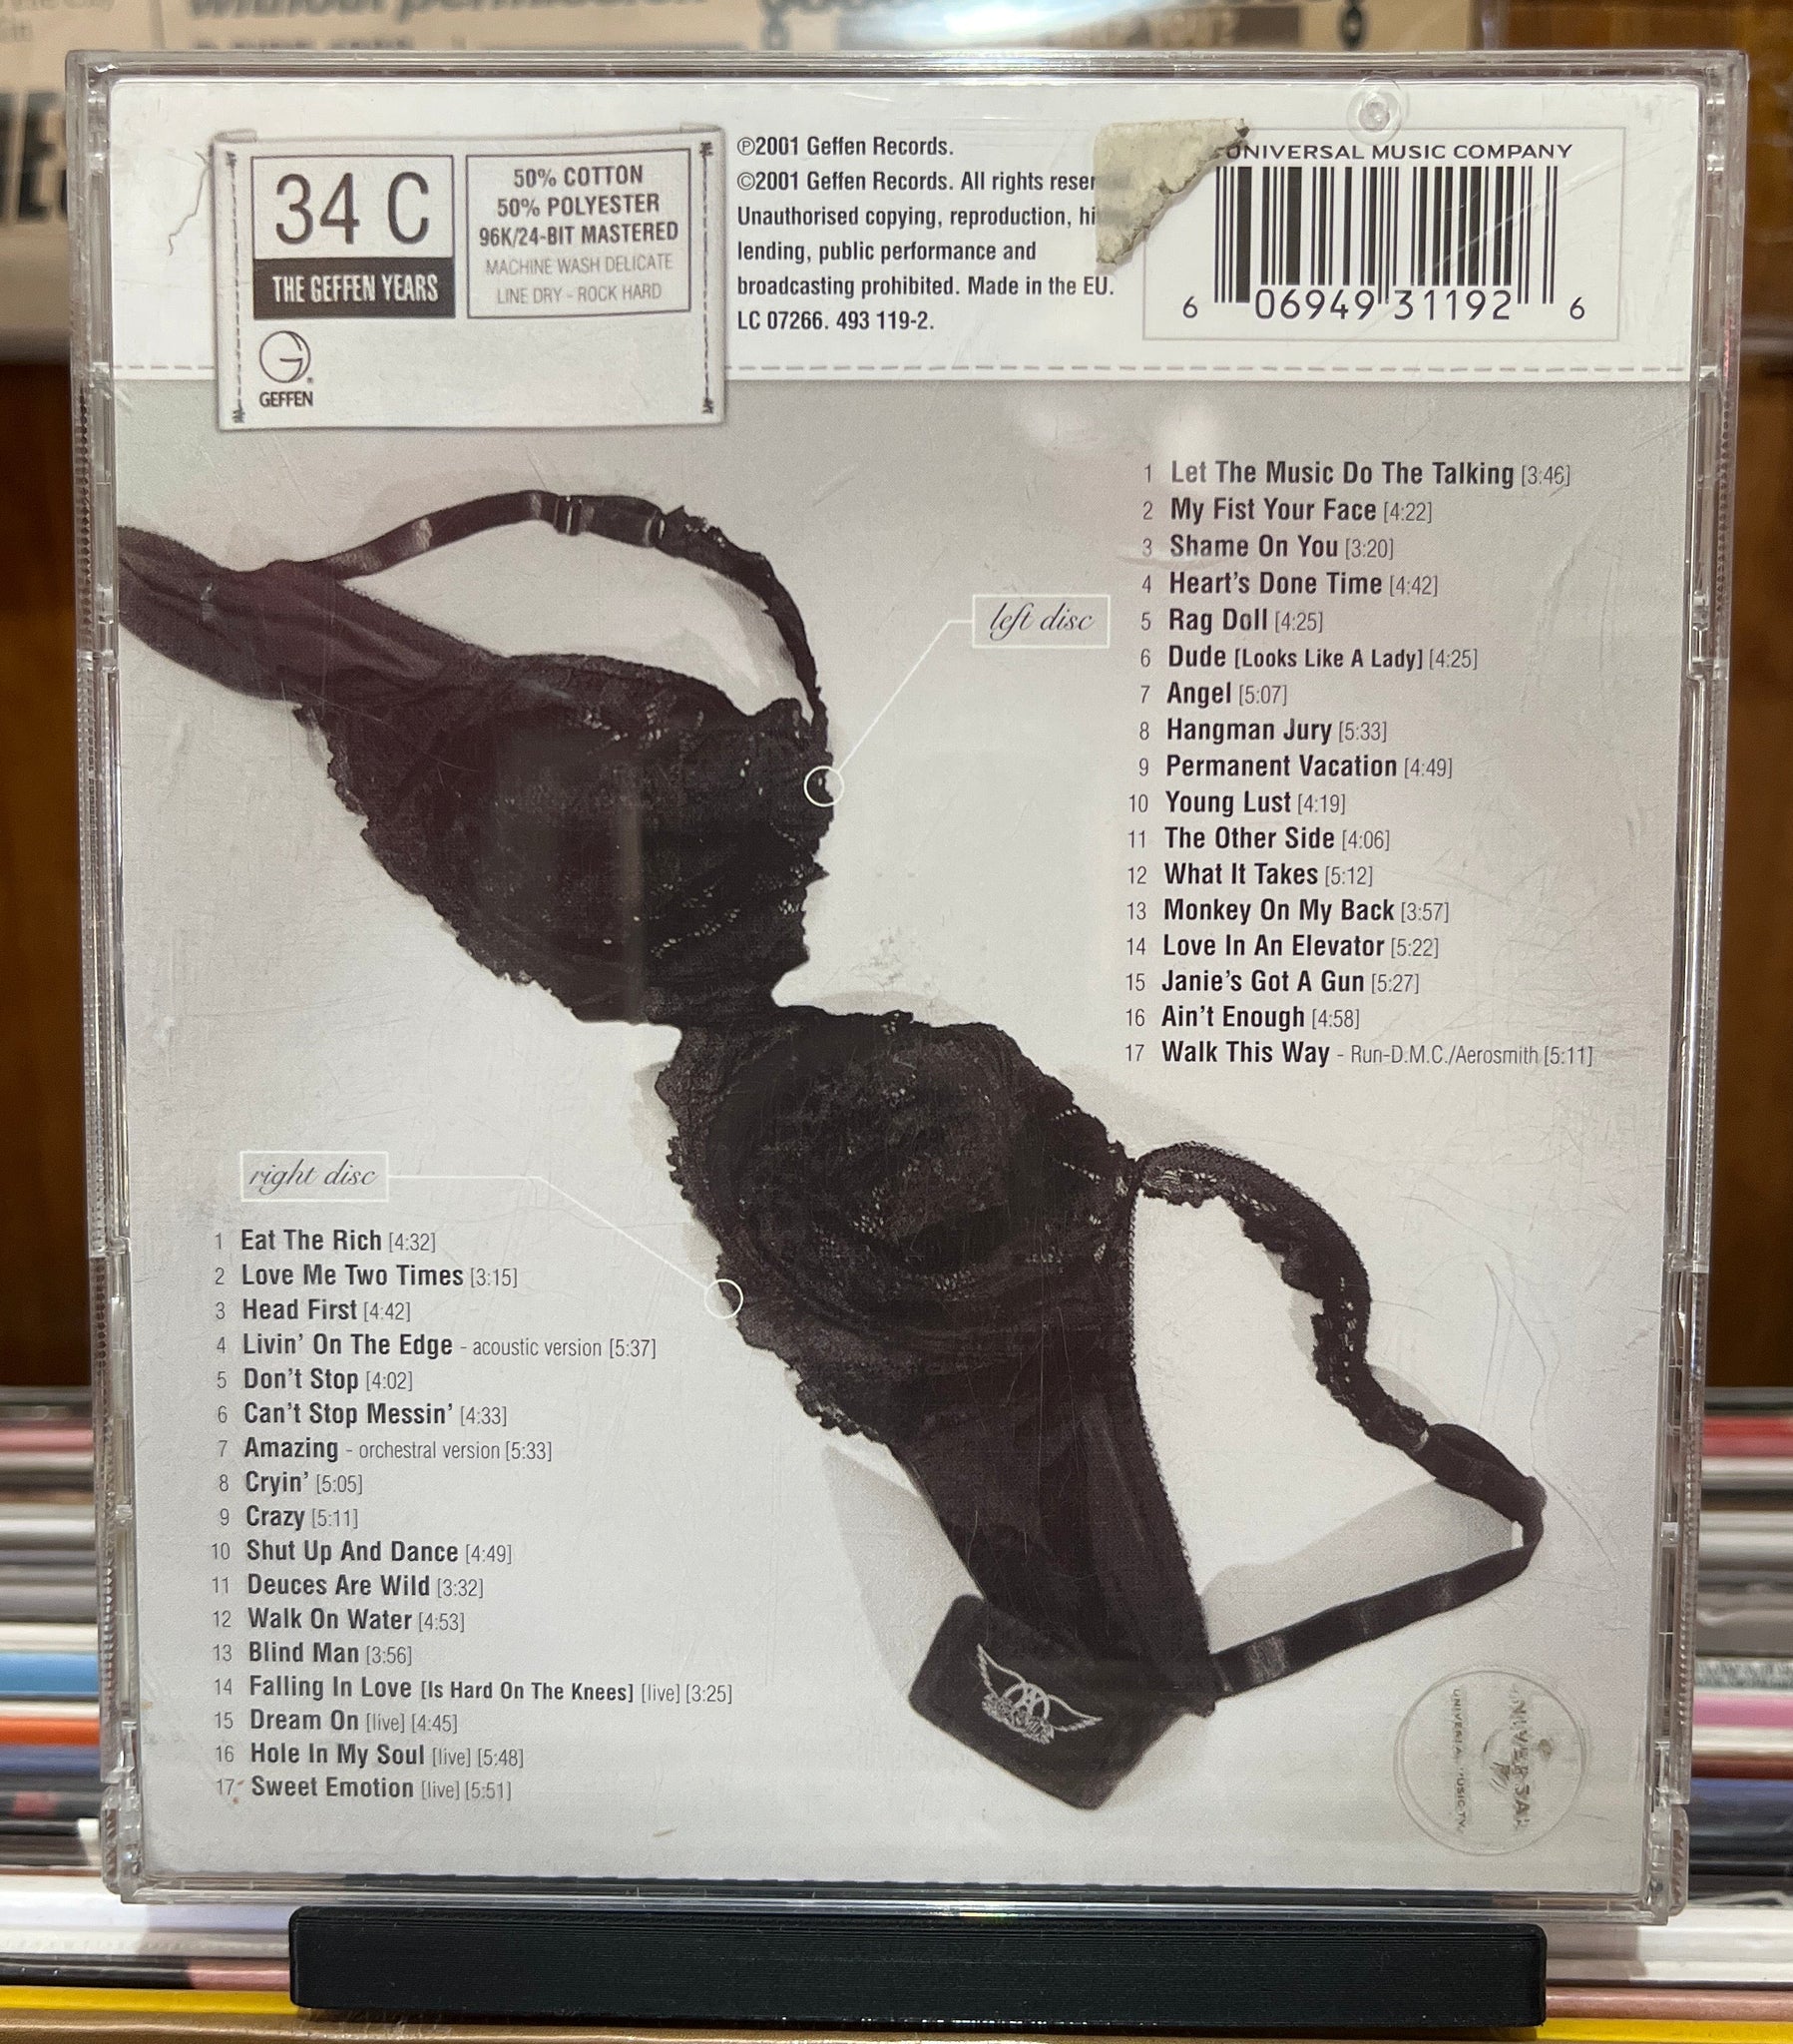 without permission
34 C
THE GEFFEN YEARS
50% COTTON
50% POLYESTER
96K/24-BIT MASTERED
MACHINE WASH DELICATE
LINE DRY - ROCK HARD
GEFFEN
℗2001 Geffen Records.
©2001 Geffen Records. All rights reser
Unauthorised copying, reproduction, hi
lending, public performance and
broadcasting prohibited. Made in the EU.
LC 07266. 493 119-2.
UNIVERSAL MUSIC COMPANY
6 06949 31192 6
left disc
1 Let The Music Do The Talking [3:46]
2 My Fist Your Face [4:22]
3 Shame On You [3:20]
4 Heart's Done Time [4:42]
5 Rag Doll [4:25]
6 Dude [Looks Like A Lady] [4:25]
7 Angel [5:07]
8 Hangman Jury [5:33]
9 Permanent Vacation [4:49]
10 Young Lust [4:19]
11 The Other Side [4:06]
12 What It Takes [5:12]
13 Monkey On My Back [3:57]
14 Love In An Elevator [5:22]
15 Janie's Got A Gun [5:27]
16 Ain't Enough [4:58]
17 Walk This Way - Run-D.M.C./Aerosmith [5:11]
right disc
1 Eat The Rich [4:32]
2 Love Me Two Times [3:15]
3 Head First [4:42]
4 Livin' On The Edge - acoustic version [5:37]
5 Don't Stop [4:02]
6 Can't Stop Messin' [4:33]
7 Amazing - orchestral version [5:33]
8 Cryin' [5:05]
9 Crazy [5:11]
10 Shut Up And Dance [4:49]
11 Deuces Are Wild [3:32]
12 Walk On Water [4:53]
13 Blind Man [3:56]
14 Falling In Love [Is Hard On The Knees] [live] [3:25]
15 Dream On [live] [4:45]
16 Hole In My Soul [live] [5:48]
17 Sweet Emotion [live] [5:51]
UNIVERSAL